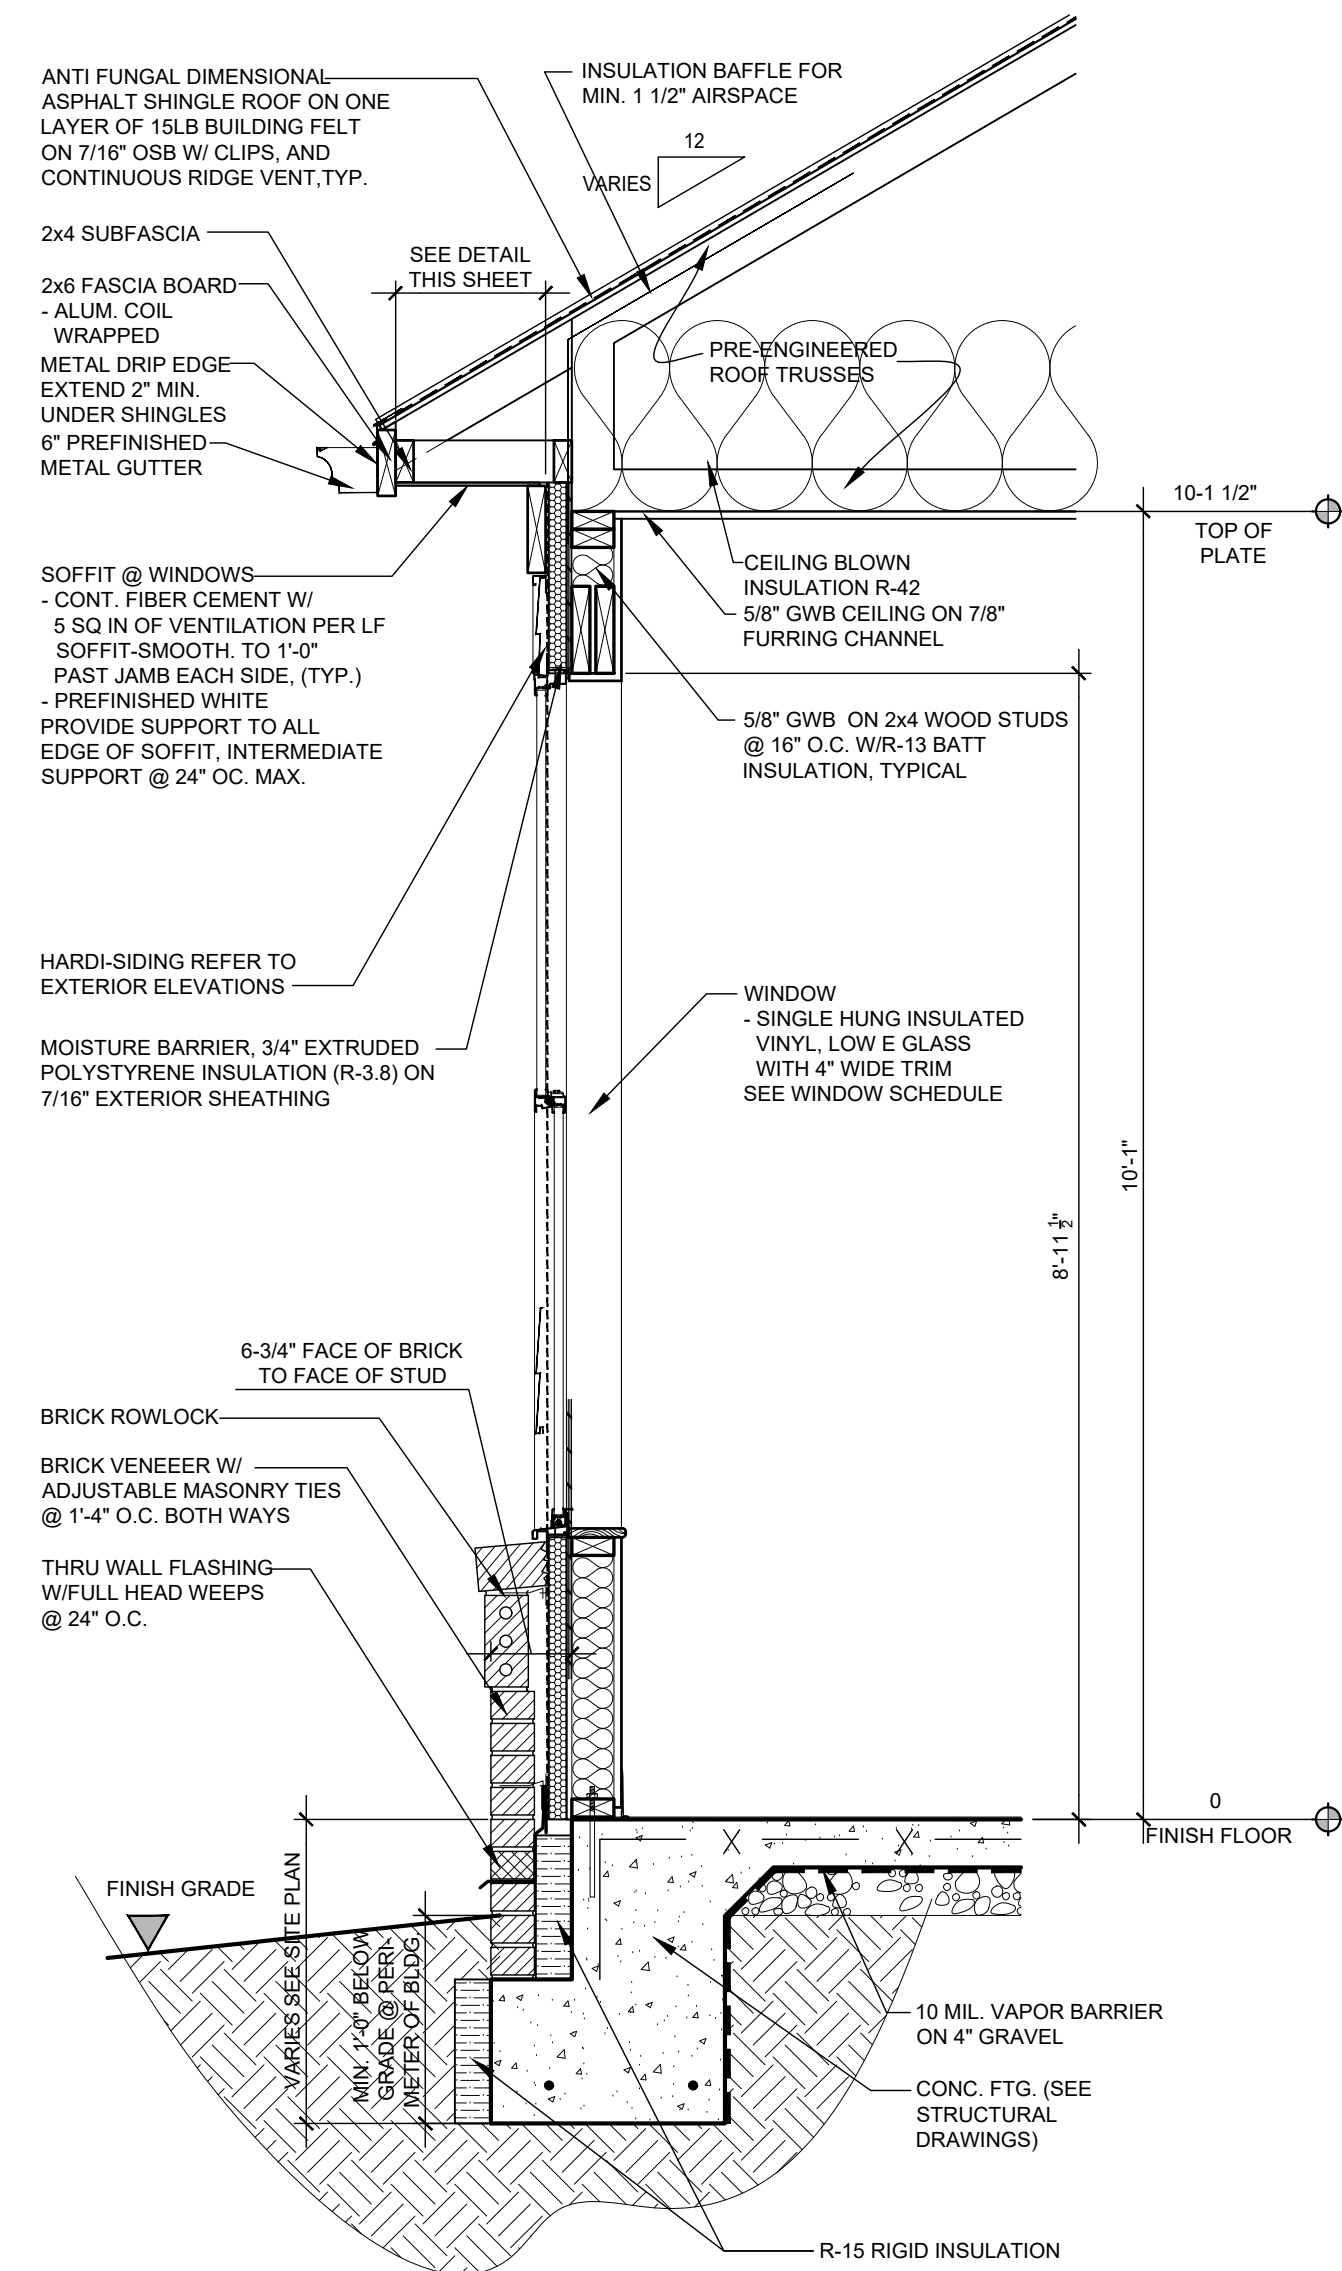 ANTI FUNGAL DIMENSIONAL
ASPHALT SHINGLE ROOF ON ONE
LAYER OF 15LB BUILDING FELT
ON 7/16" OSB W/ CLIPS, AND
CONTINUOUS RIDGE VENT,TYP.
INSULATION BAFFLE FOR
MIN. 1 1/2" AIRSPACE
12
VARIES
2x4 SUBFASCIA
SEE DETAIL
THIS SHEET
2x6 FASCIA BOARD
- ALUM. COIL
WRAPPED
METAL DRIP EDGE
EXTEND 2" MIN.
UNDER SHINGLES
6" PREFINISHED
METAL GUTTER
PRE-ENGINEERED
ROOF TRUSSES
10-1 1/2"
TOP OF
PLATE
SOFFIT @ WINDOWS
- CONT. FIBER CEMENT W/
5 SQ IN OF VENTILATION PER LF
SOFFIT-SMOOTH. TO 1'-0"
PAST JAMB EACH SIDE, (TYP.)
- PREFINISHED WHITE
PROVIDE SUPPORT TO ALL
EDGE OF SOFFIT, INTERMEDIATE
SUPPORT @ 24" OC. MAX.
CEILING BLOWN
INSULATION R-42
5/8" GWB CEILING ON 7/8"
FURRING CHANNEL
5/8" GWB ON 2x4 WOOD STUDS
@ 16" O.C. W/R-13 BATT
INSULATION, TYPICAL
HARDI-SIDING REFER TO
EXTERIOR ELEVATIONS
MOISTURE BARRIER, 3/4" EXTRUDED
POLYSTYRENE INSULATION (R-3.8) ON
7/16" EXTERIOR SHEATHING
WINDOW
- SINGLE HUNG INSULATED
VINYL, LOW E GLASS
WITH 4" WIDE TRIM
SEE WINDOW SCHEDULE
10'-1"
8'-11 1/2"
6-3/4" FACE OF BRICK
TO FACE OF STUD
BRICK ROWLOCK
BRICK VENEEER W/
ADJUSTABLE MASONRY TIES
@ 1'-4" O.C. BOTH WAYS
THRU WALL FLASHING
W/FULL HEAD WEEPS
@ 24" O.C.
0
FINISH FLOOR
FINISH GRADE
VARIES SEE SITE PLAN
MIN. 1'-0" BELOW
GRADE @ PERI-
METER OF BLDG.
10 MIL. VAPOR BARRIER
ON 4" GRAVEL
CONC. FTG. (SEE
STRUCTURAL
DRAWINGS)
R-15 RIGID INSULATION